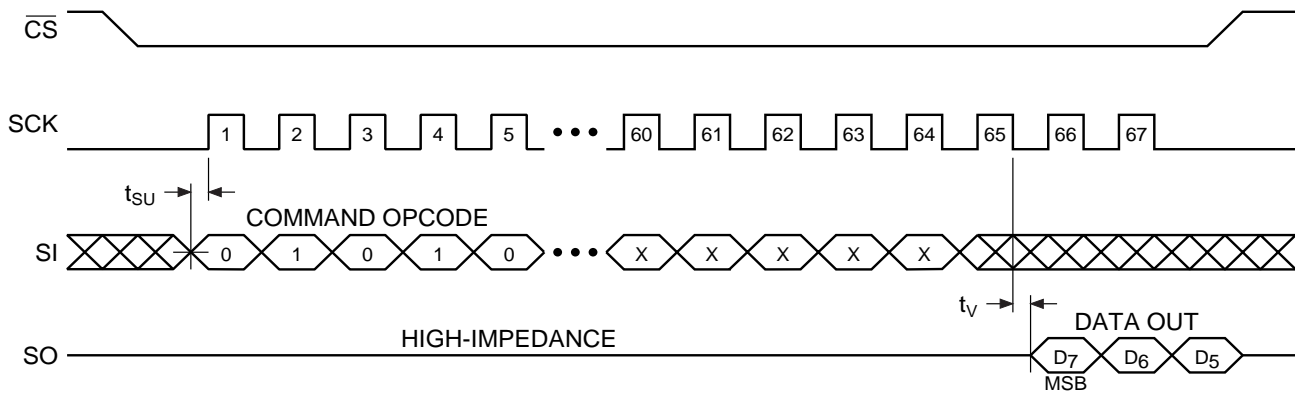 CS
SCK 1 2 3 4 5 60 61 62 63 64 65 66 67
tSU
COMMAND OPCODE
SI 0 1 0 1 0 X X X X X
tV
HIGH-IMPEDANCE DATA OUT
SO D7 D6 D5
MSB